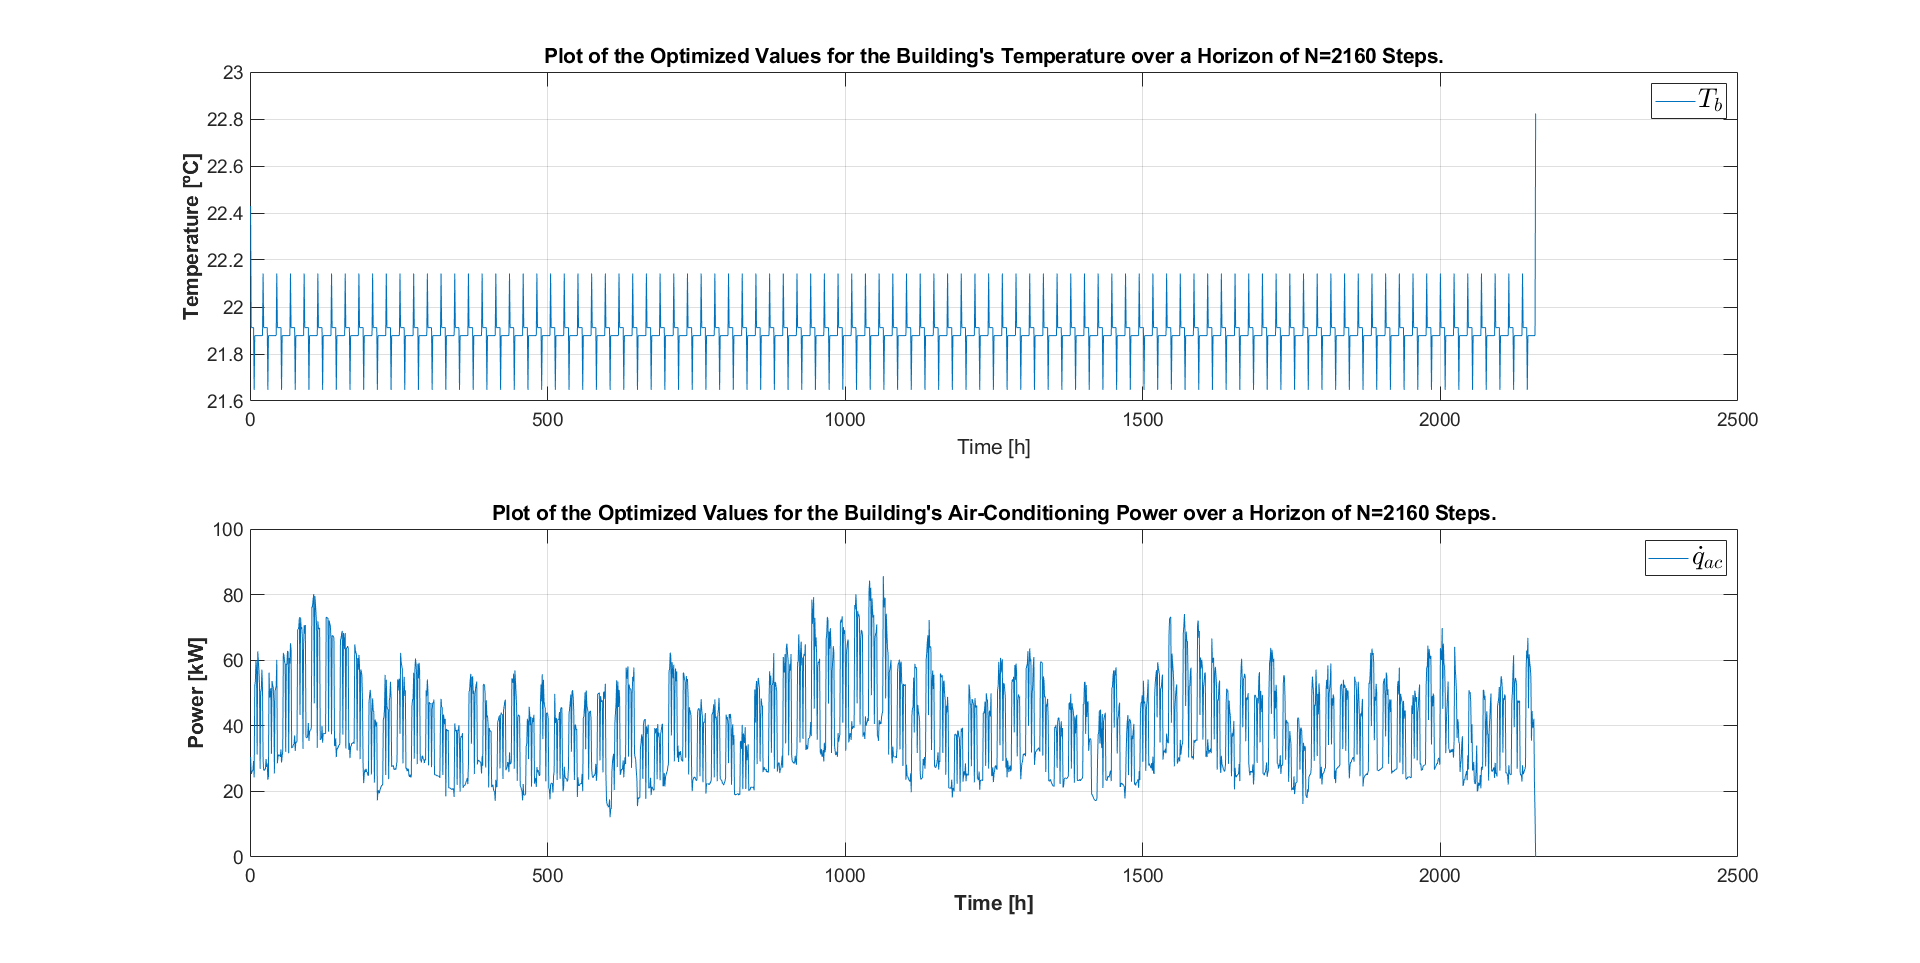 Plot of the Optimized Values for the Building's Temperature over a Horizon of N=2160 Steps.
23
22.8
22.6
22.4
22.2
22
21.8
21.6
Temperature [ºC]
T_b
0 500 1000 1500 2000 2500
Time [h]
Plot of the Optimized Values for the Building's Air-Conditioning Power over a Horizon of N=2160 Steps.
100
80
60
40
20
0
Power [kW]
q̇_ac
0 500 1000 1500 2000 2500
Time [h]